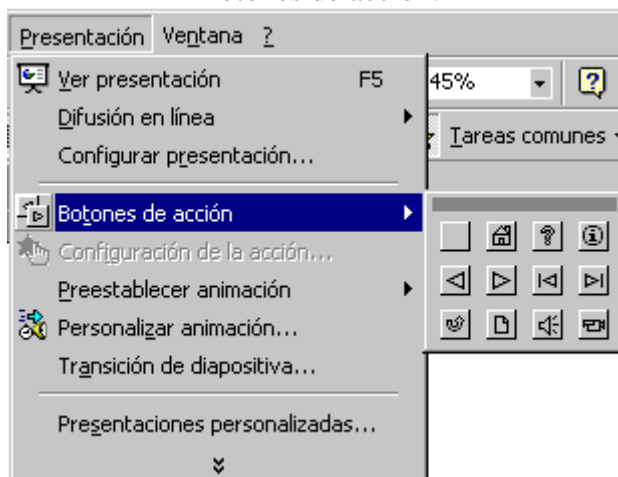 Presentación Ventana ?
Ver presentación F5
45%
Difusión en línea
Tareas comunes
Configurar presentación...
Botones de acción
Configuración de la acción...
Preestablecer animación
Personalizar animación...
Transición de diapositiva...
Presentaciones personalizadas...